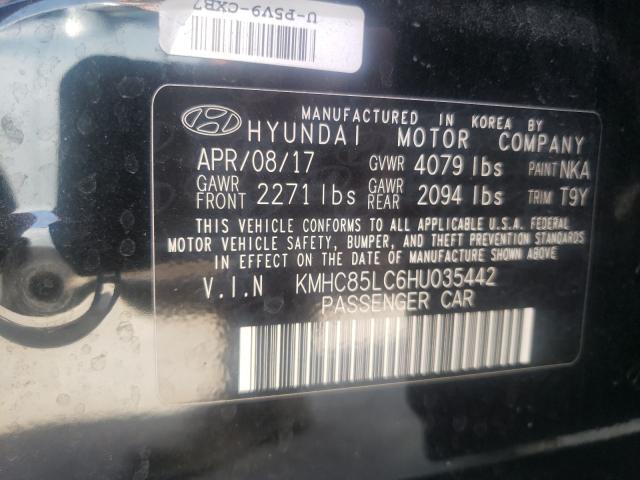 U-P5V9-CXB7
MANUFACTURED IN KOREA BY
HYUNDAI MOTOR COMPANY
APR/08/17 GVWR 4079 lbs PAINT NKA
GAWR FRONT 2271 lbs GAWR REAR 2094 lbs TRIM T9Y
THIS VEHICLE CONFORMS TO ALL APPLICABLE U.S.A. FEDERAL
MOTOR VEHICLE SAFETY, BUMPER, AND THEFT PREVENTION STANDARDS
IN EFFECT ON THE DATE OF MANUFACTURE SHOWN ABOVE.
V.I.N KMHC85LC6HU035442
PASSENGER CAR